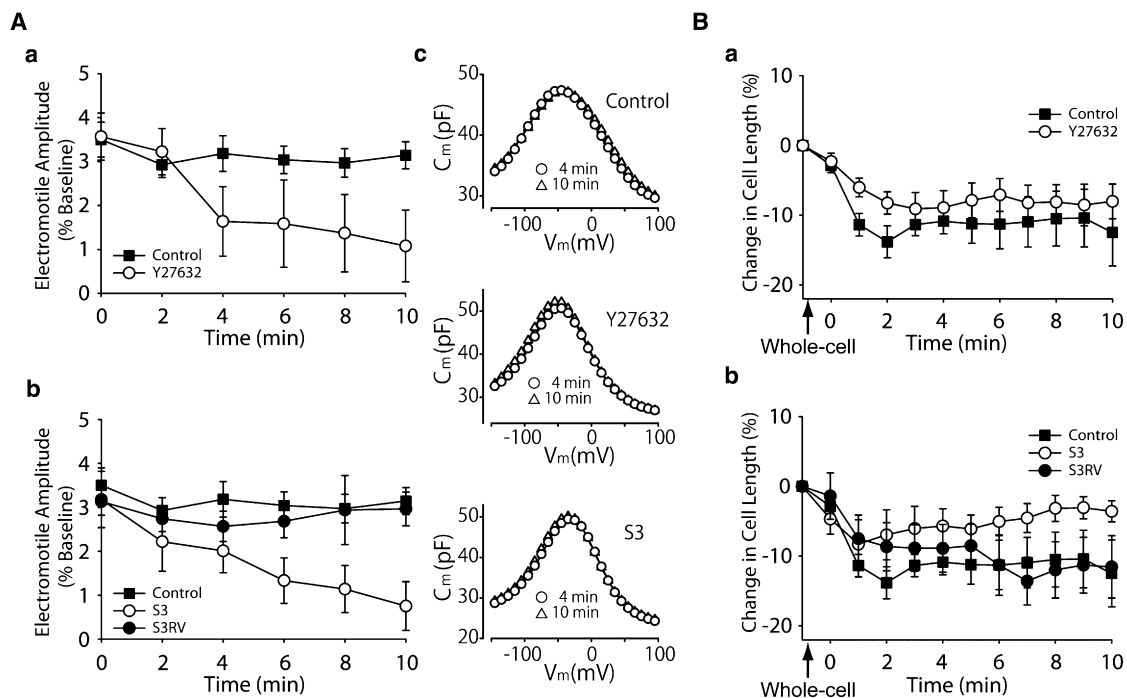 A
a
Electromotile Amplitude
(% Baseline)
5
4
3
2
1
0
Control
Y27632
0 2 4 6 8 10
Time (min)
b
Electromotile Amplitude
(% Baseline)
5
4
3
2
1
0
Control
S3
S3RV
0 2 4 6 8 10
Time (min)
c
Cm(pF)
50
40
30
Control
4 min
10 min
-100 0 100
Vm(mV)
Cm(pF)
50
40
30
Y27632
4 min
10 min
-100 0 100
Vm(mV)
Cm(pF)
50
40
30
20
S3
4 min
10 min
-100 0 100
Vm(mV)
B
a
Change in Cell Length (%)
10
0
-10
-20
Control
Y27632
0 2 4 6 8 10
Whole-cell
Time (min)
b
Change in Cell Length (%)
10
0
-10
-20
Control
S3
S3RV
0 2 4 6 8 10
Whole-cell
Time (min)